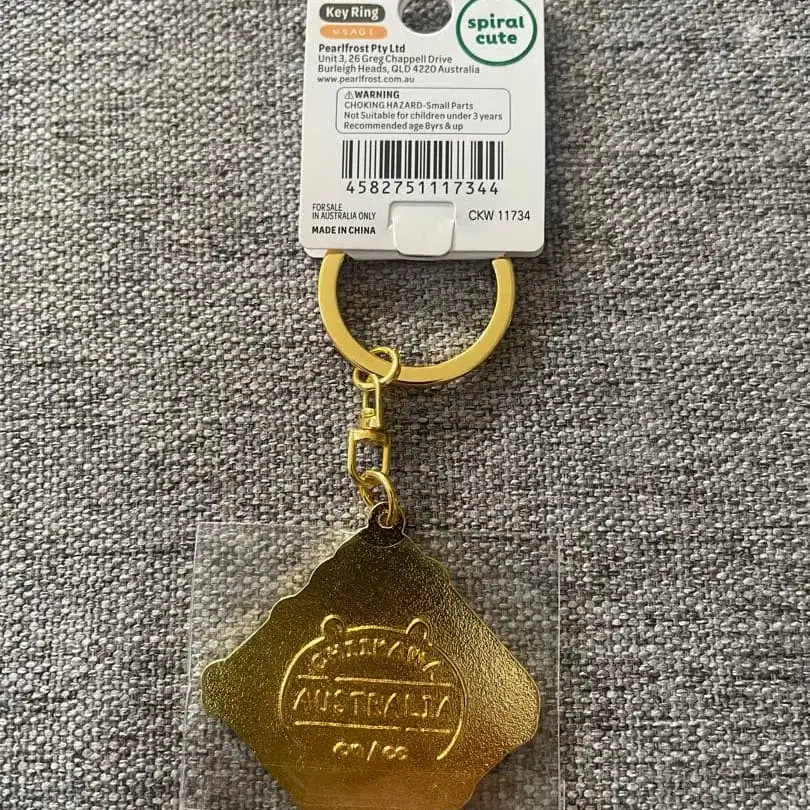 Key Ring
USAGI
spiral
cute
Pearlfrost Pty Ltd
Unit 3, 26 Greg Chappell Drive
Burleigh Heads, QLD 4220 Australia
www.pearlfrost.com.au
⚠WARNING
CHOKING HAZARD-Small Parts
Not Suitable for children under 3 years
Recommended age 8yrs & up
4582751117344
FOR SALE
IN AUSTRALIA ONLY
CKW 11734
MADE IN CHINA
CHIIKAWA
AUSTRALIA